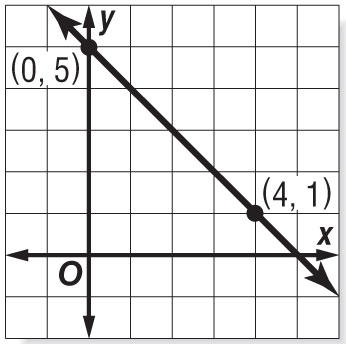 y
(0, 5)
(4, 1)
x
O